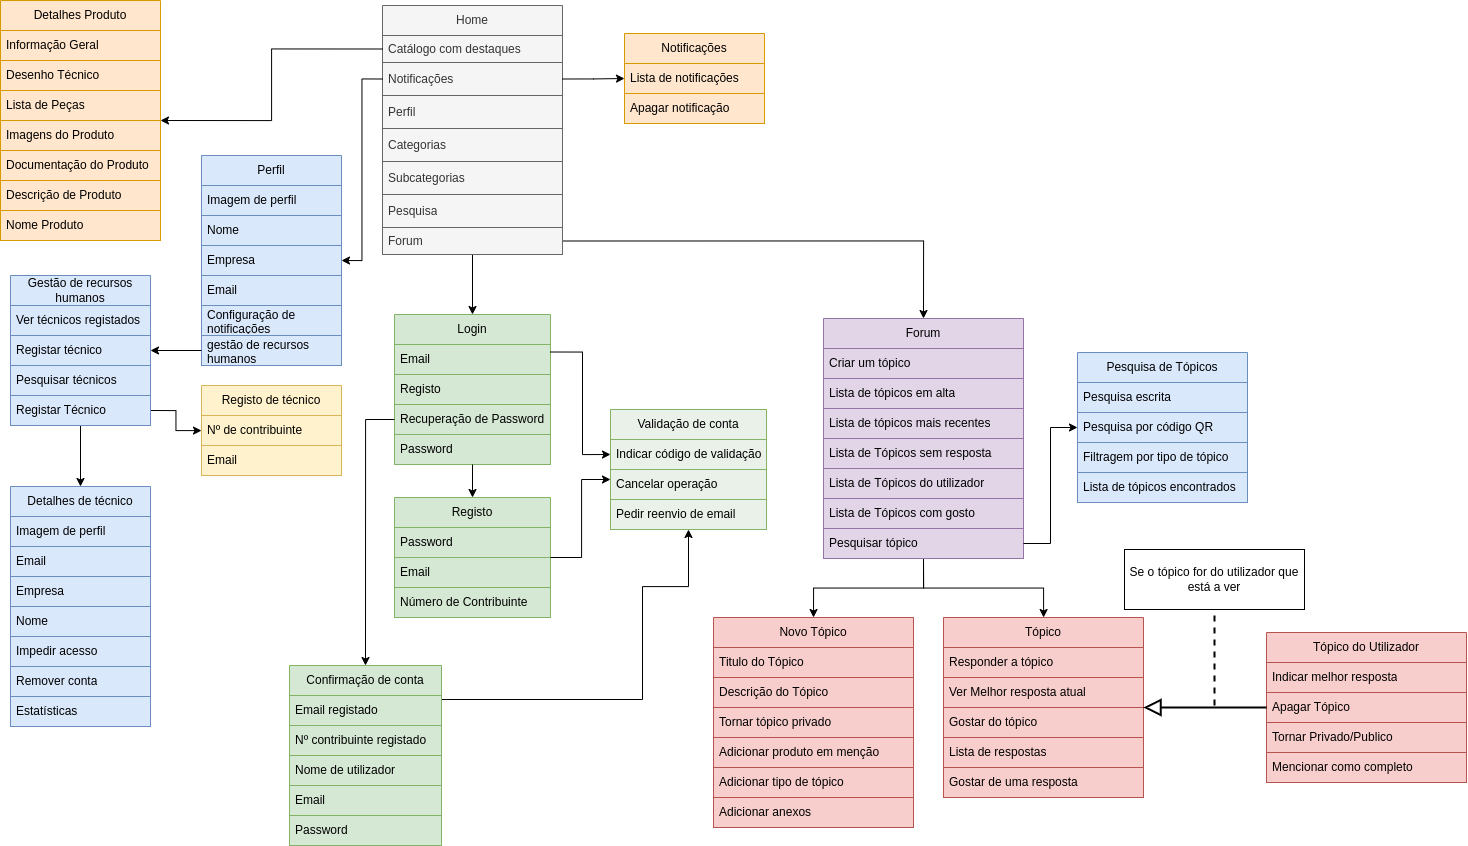 Detalhes Produto
Informação Geral
Desenho Técnico
Lista de Peças
Imagens do Produto
Documentação do Produto
Descrição de Produto
Nome Produto
Home
Catálogo com destaques
Notificações
Perfil
Categorias
Subcategorias
Pesquisa
Forum
Notificações
Lista de notificações
Apagar notificação
Perfil
Imagem de perfil
Nome
Empresa
Email
Configuração de
notificações
gestão de recursos
humanos
Gestão de recursos
humanos
Ver técnicos registados
Registar técnico
Pesquisar técnicos
Registar Técnico
Registo de técnico
Nº de contribuinte
Email
Detalhes de técnico
Imagem de perfil
Email
Empresa
Nome
Impedir acesso
Remover conta
Estatísticas
Login
Email
Registo
Recuperação de Password
Password
Registo
Password
Email
Número de Contribuinte
Validação de conta
Indicar código de validação
Cancelar operação
Pedir reenvio de email
Confirmação de conta
Email registado
Nº contribuinte registado
Nome de utilizador
Email
Password
Forum
Criar um tópico
Lista de tópicos em alta
Lista de tópicos mais recentes
Lista de Tópicos sem resposta
Lista de Tópicos do utilizador
Lista de Tópicos com gosto
Pesquisar tópico
Pesquisa de Tópicos
Pesquisa escrita
Pesquisa por código QR
Filtragem por tipo de tópico
Lista de tópicos encontrados
Se o tópico for do utilizador que
está a ver
Novo Tópico
Titulo do Tópico
Descrição do Tópico
Tornar tópico privado
Adicionar produto em menção
Adicionar tipo de tópico
Adicionar anexos
Tópico
Responder a tópico
Ver Melhor resposta atual
Gostar do tópico
Lista de respostas
Gostar de uma resposta
Tópico do Utilizador
Indicar melhor resposta
Apagar Tópico
Tornar Privado/Publico
Mencionar como completo